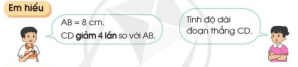 Em hiểu
AB = 8 cm.
CD giảm 4 lần so với AB.
Tính độ dài
đoạn thẳng CD.